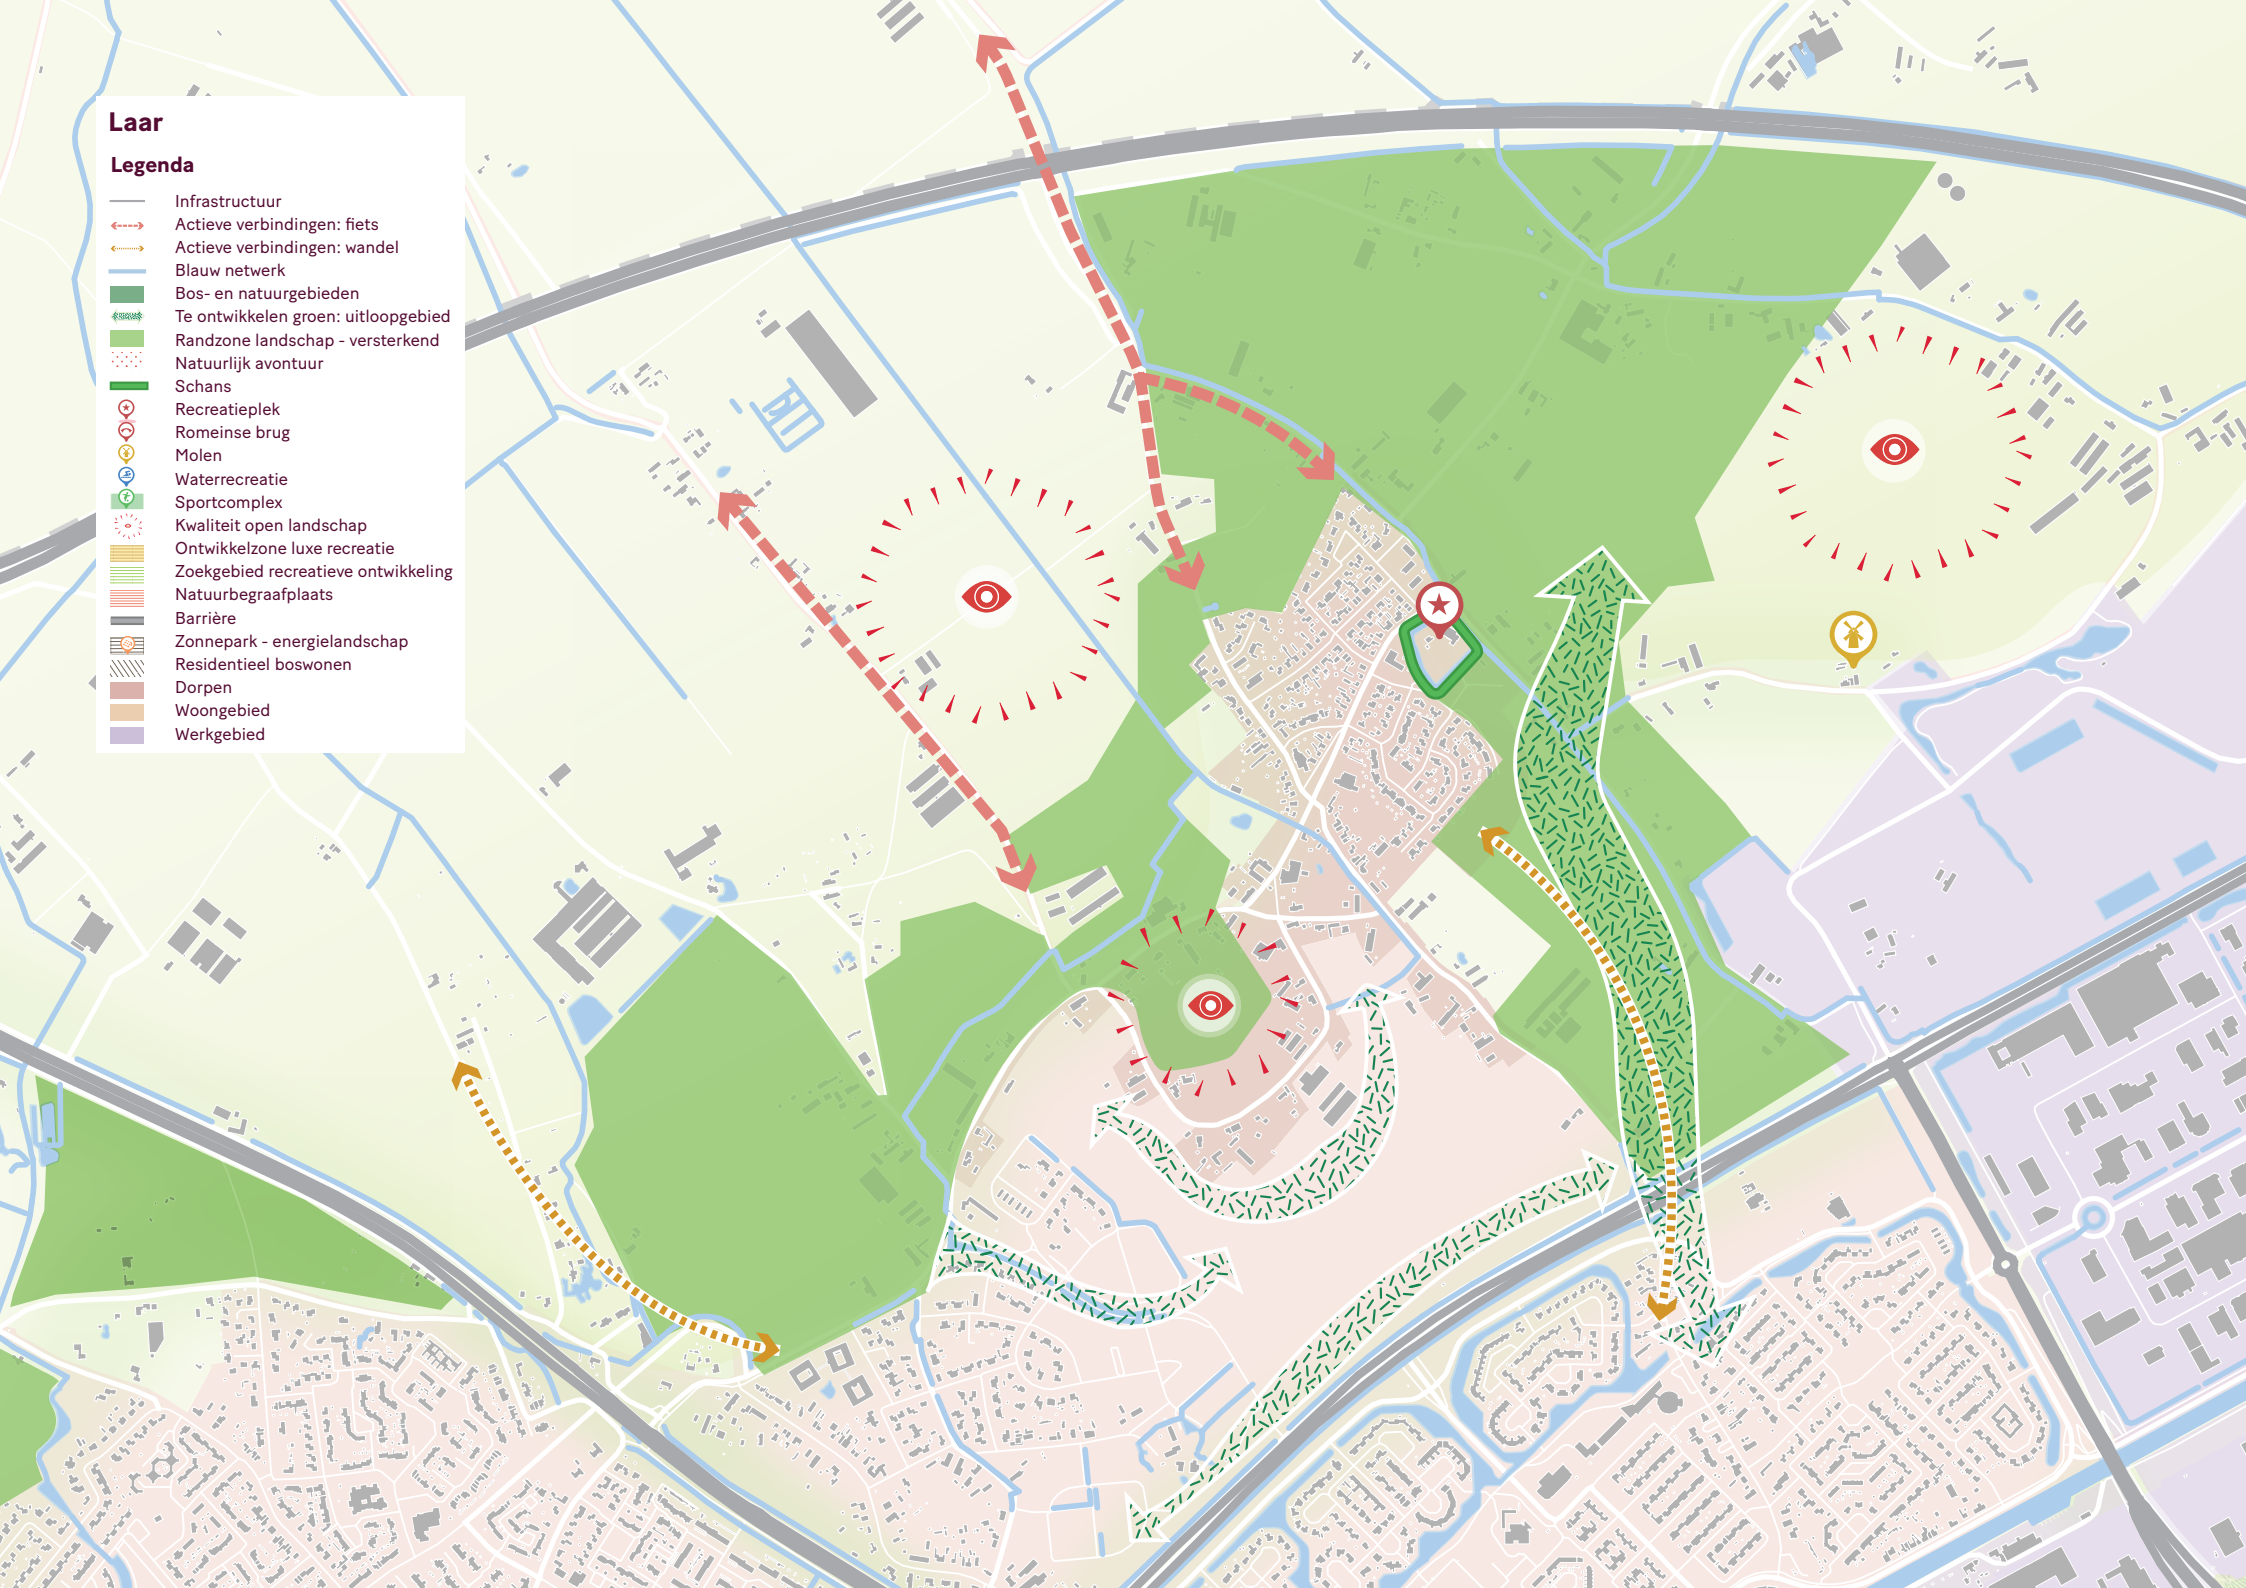 Laar
Legenda
Infrastructuur
Actieve verbindingen: fiets
Actieve verbindingen: wandel
Blauw netwerk
Bos- en natuurgebieden
Te ontwikkelen groen: uitloopgebied
Randzone landschap - versterkend
Natuurlijk avontuur
Schans
Recreatieplek
Romeinse brug
Molen
Waterrecreatie
Sportcomplex
Kwaliteit open landschap
Ontwikkelzone luxe recreatie
Zoekgebied recreatieve ontwikkeling
Natuurbegraafplaats
Barrière
Zonnepark - energielandschap
Residentieel boswonen
Dorpen
Woongebied
Werkgebied